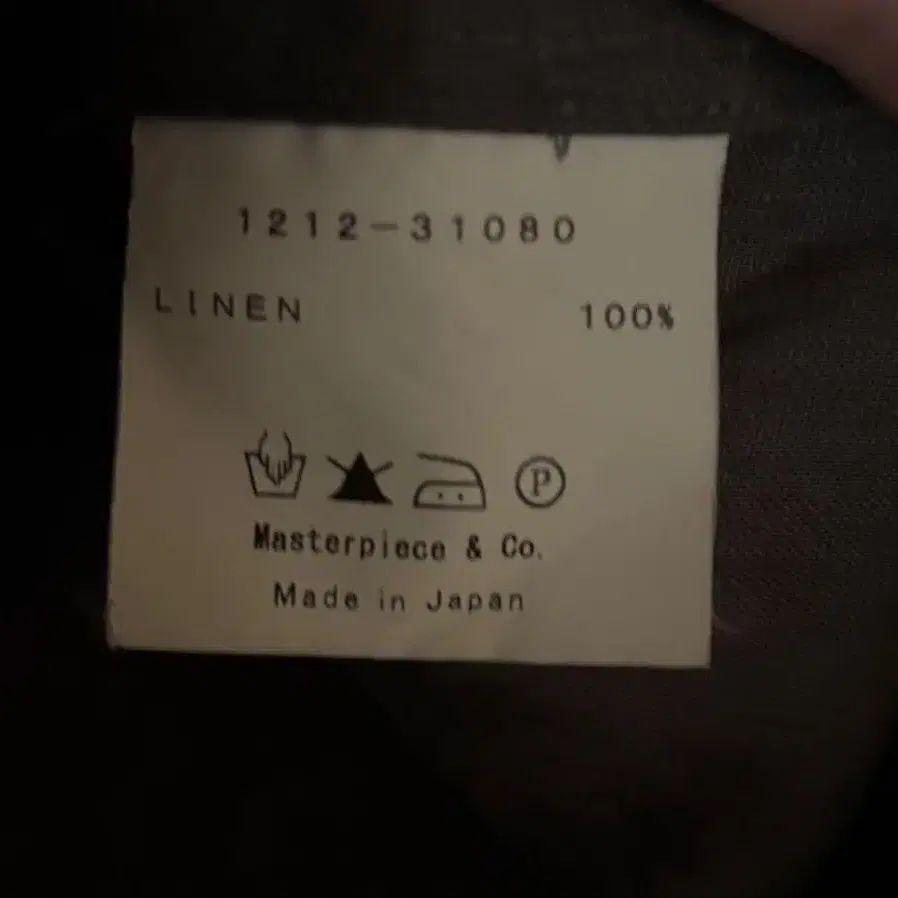 1212-31080
LINEN 100%
P
Masterpiece & Co.
Made in Japan